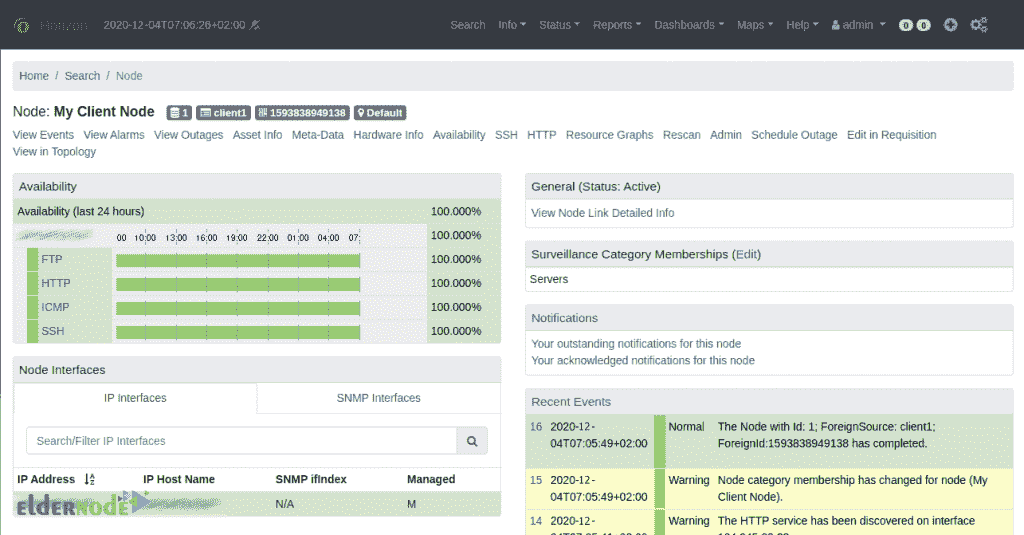 Horizon 2020-12-04T07:06:26+02:00 Search Info Status Reports Dashboards Maps Help admin 0 0
Home / Search / Node
Node: My Client Node 1 client1 1593838949138 Default
View Events View Alarms View Outages Asset Info Meta-Data Hardware Info Availability SSH HTTP Resource Graphs Rescan Admin Schedule Outage Edit in Requisition
View in Topology
Availability
Availability (last 24 hours) 100.000%
00 10:00 13:00 16:00 19:00 22:00 01:00 04:00 07: 100.000%
FTP 100.000%
HTTP 100.000%
ICMP 100.000%
SSH 100.000%
Node Interfaces
IP Interfaces SNMP Interfaces
Search/Filter IP Interfaces
IP Address IP Host Name SNMP ifIndex Managed
N/A M
elderNODE
General (Status: Active)
View Node Link Detailed Info
Surveillance Category Memberships (Edit)
Servers
Notifications
Your outstanding notifications for this node
Your acknowledged notifications for this node
Recent Events
16 2020-12- Normal The Node with Id: 1; ForeignSource: client1;
04T07:05:49+02:00 ForeignId:1593838949138 has completed.
15 2020-12- Warning Node category membership has changed for node (My
04T07:05:49+02:00 Client Node).
14 2020-12- Warning The HTTP service has been discovered on interface